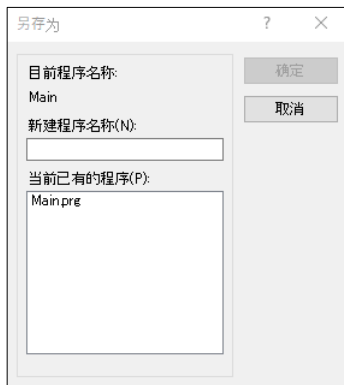 另存为
?
目前程序名称:
Main
新建程序名称(N):
当前已有的程序(P):
Main.prg
确定
取消